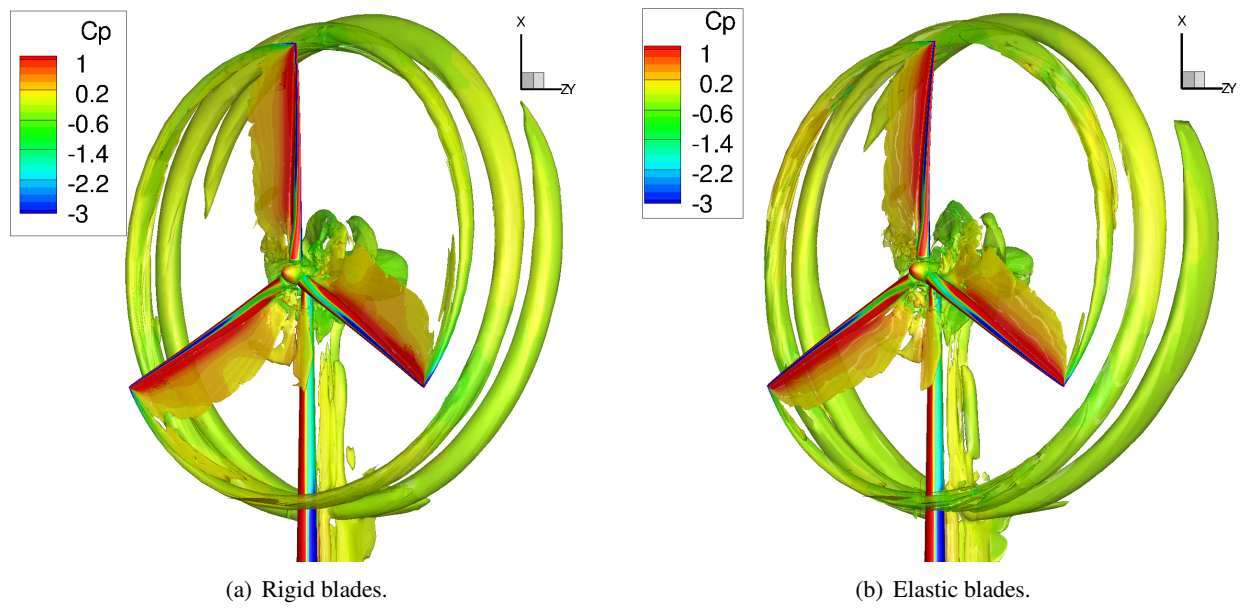 Cp
1
0.2
-0.6
-1.4
-2.2
-3
X
ZY
Cp
1
0.2
-0.6
-1.4
-2.2
-3
X
ZY
(a) Rigid blades.
(b) Elastic blades.